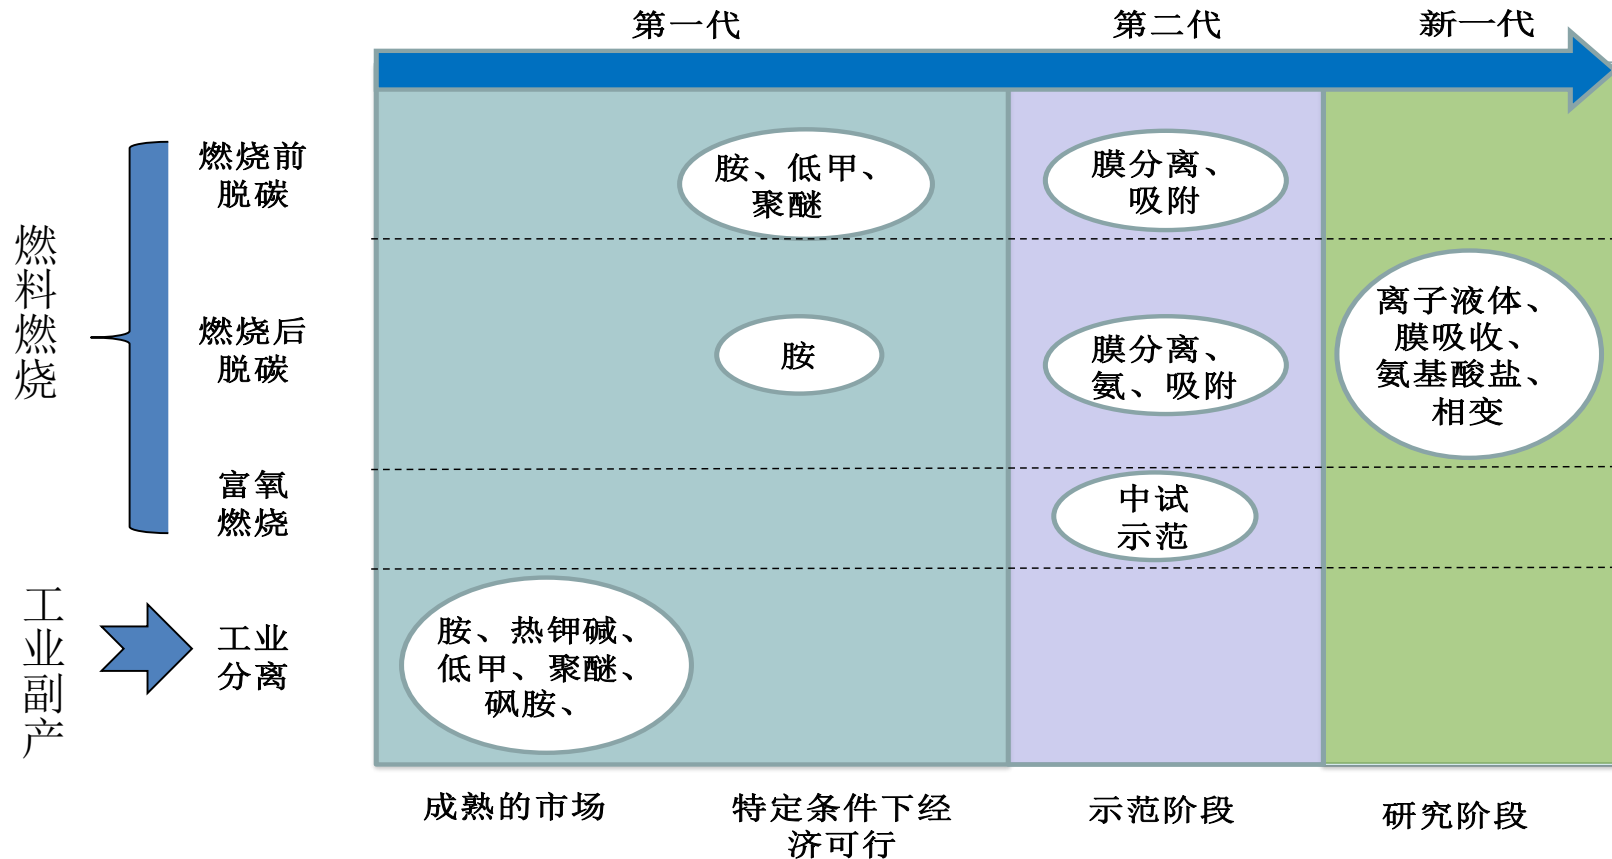 第一代
第二代
新一代
燃料燃烧
燃烧前
脱碳
胺、低甲、
聚醚
膜分离、
吸附
燃烧后
脱碳
胺
膜分离、
氨、吸附
离子液体、
膜吸收、
氨基酸盐、
相变
富氧
燃烧
中试
示范
工业副产
工业
分离
胺、热钾碱、
低甲、聚醚、
砜胺、
成熟的市场
特定条件下经
济可行
示范阶段
研究阶段